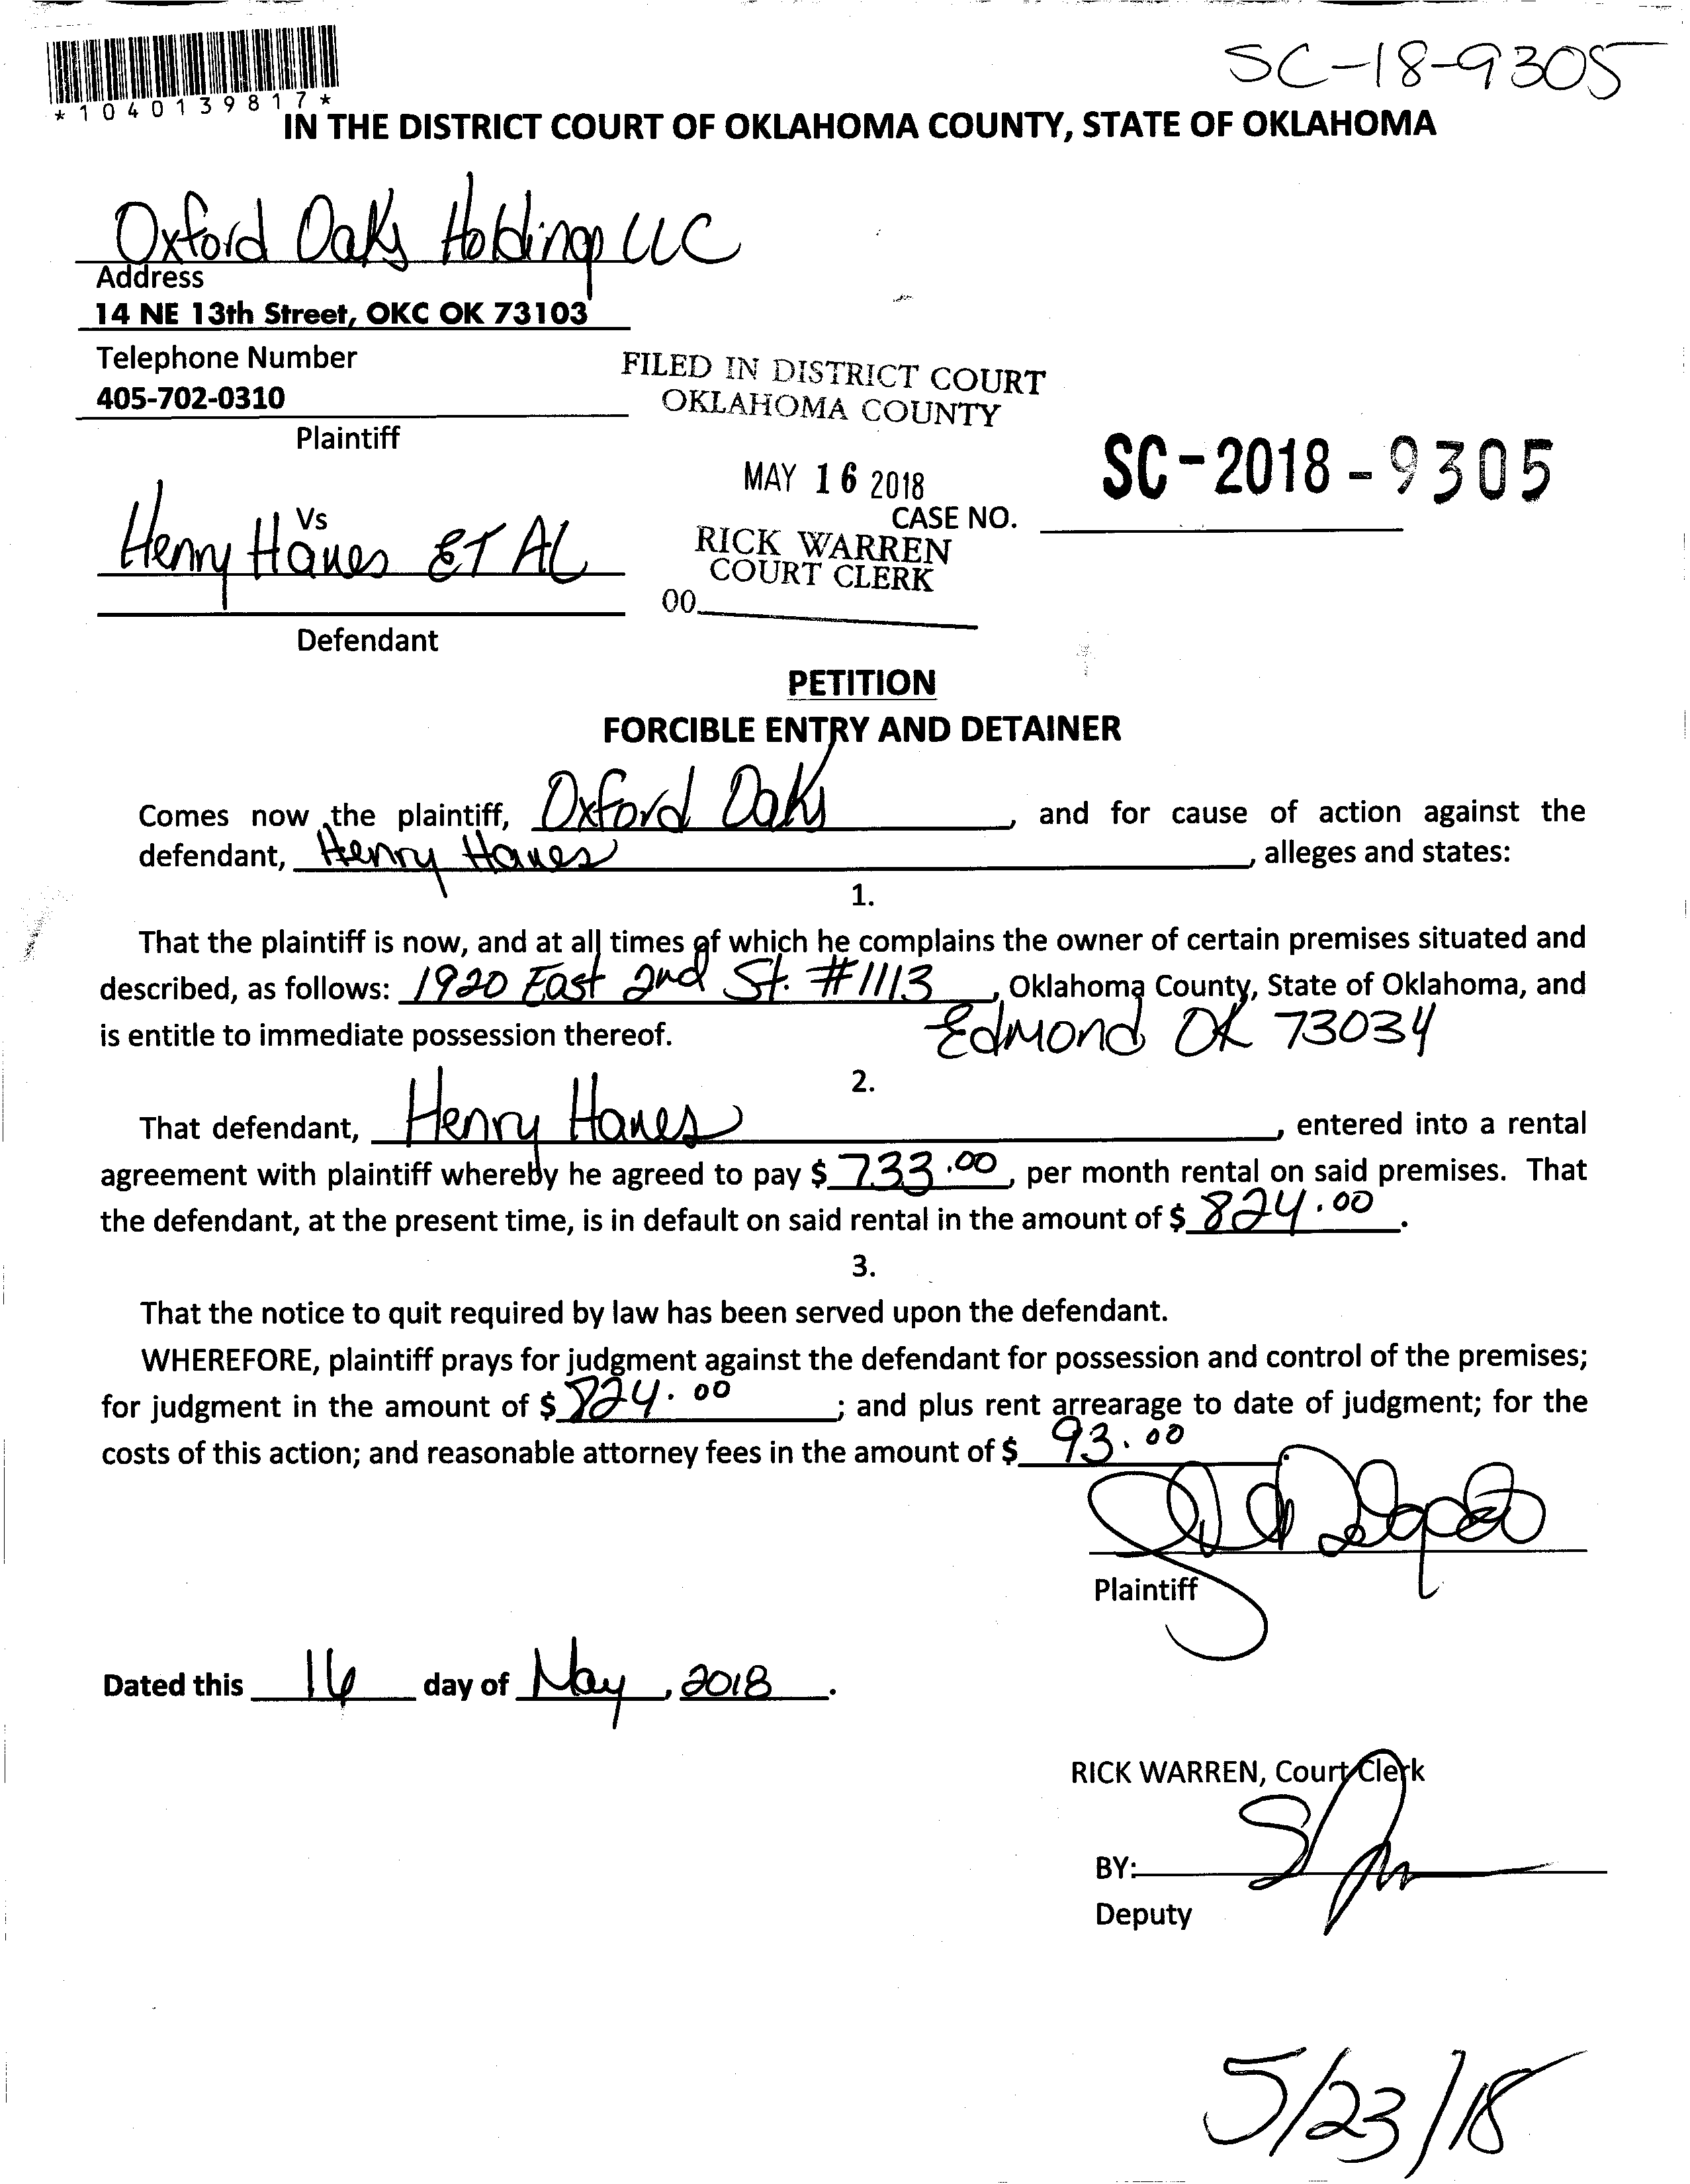 SC-18-9305
*1040139817*
IN THE DISTRICT COURT OF OKLAHOMA COUNTY, STATE OF OKLAHOMA
Oxford Oaks Holdings LLC
Address
14 NE 13th Street, OKC OK 73103
Telephone Number
405-702-0310
Plaintiff
FILED IN DISTRICT COURT
OKLAHOMA COUNTY
MAY 16 2018
SC-2018-9305
CASE NO.
RICK WARREN
COURT CLERK
00
Vs
Henry Hanes ET AL
Defendant
PETITION
FORCIBLE ENTRY AND DETAINER
Comes now the plaintiff, Oxford Oaks, and for cause of action against the
defendant, Henry Hanes, alleges and states:
1.
That the plaintiff is now, and at all times of which he complains the owner of certain premises situated and
described, as follows: 1920 East 2nd St. #1113, Oklahoma County, State of Oklahoma, and
is entitle to immediate possession thereof. Edmond OK 73034
2.
That defendant, Henry Hanes, entered into a rental
agreement with plaintiff whereby he agreed to pay $ 733.00, per month rental on said premises. That
the defendant, at the present time, is in default on said rental in the amount of $ 824.00.
3.
That the notice to quit required by law has been served upon the defendant.
WHEREFORE, plaintiff prays for judgment against the defendant for possession and control of the premises;
for judgment in the amount of $ 824.00; and plus rent arrearage to date of judgment; for the
costs of this action; and reasonable attorney fees in the amount of $ 93.00
Plaintiff
Dated this 16 day of May, 2018.
RICK WARREN, Court Clerk
BY:
Deputy
5/23/18